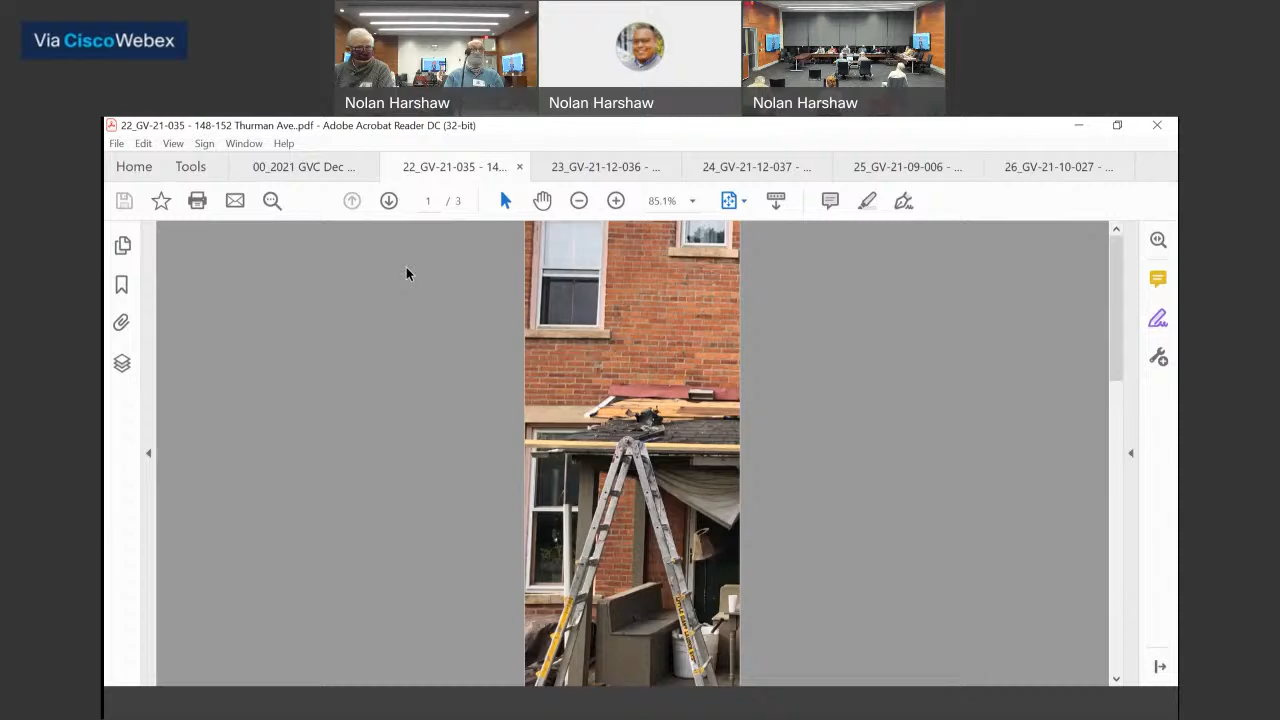 Via CiscoWebex
Nolan Harshaw
Nolan Harshaw
Nolan Harshaw
22_GV-21-035 - 148-152 Thurman Ave..pdf - Adobe Acrobat Reader DC (32-bit)
File Edit View Sign Window Help
Home Tools 00_2021 GVC Dec ... 22_GV-21-035 - 14... × 23_GV-21-12-036 - ... 24_GV-21-12-037 - ... 25_GV-21-09-006 - ... 26_GV-21-10-027 - ...
1 / 3 85.1%